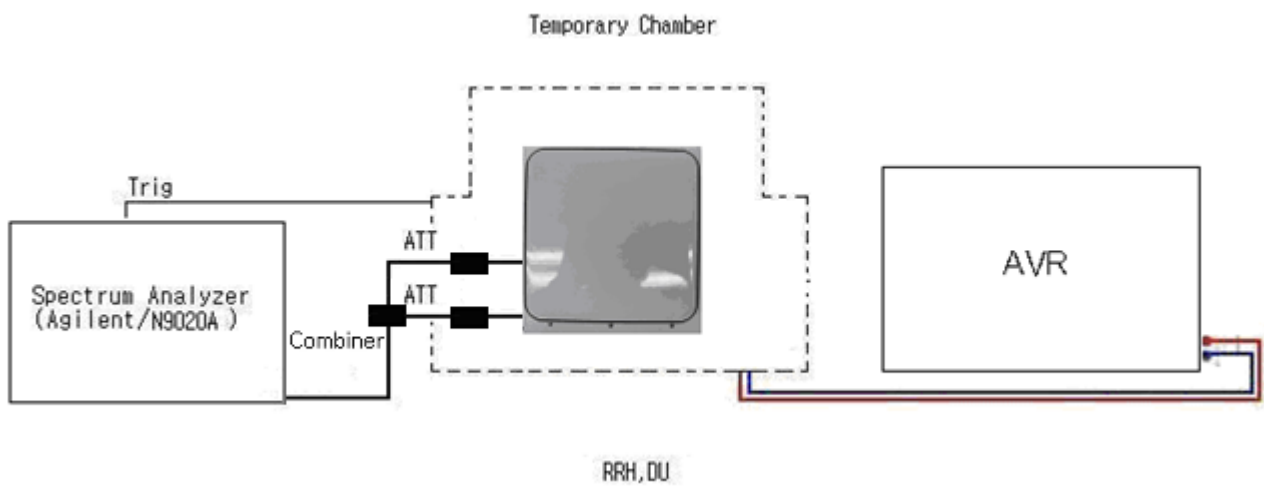 Temporary Chamber
Trig
ATT
ATT
Spectrum Analyzer
(Agilent/N9020A )
Combiner
AVR
RRH,DU